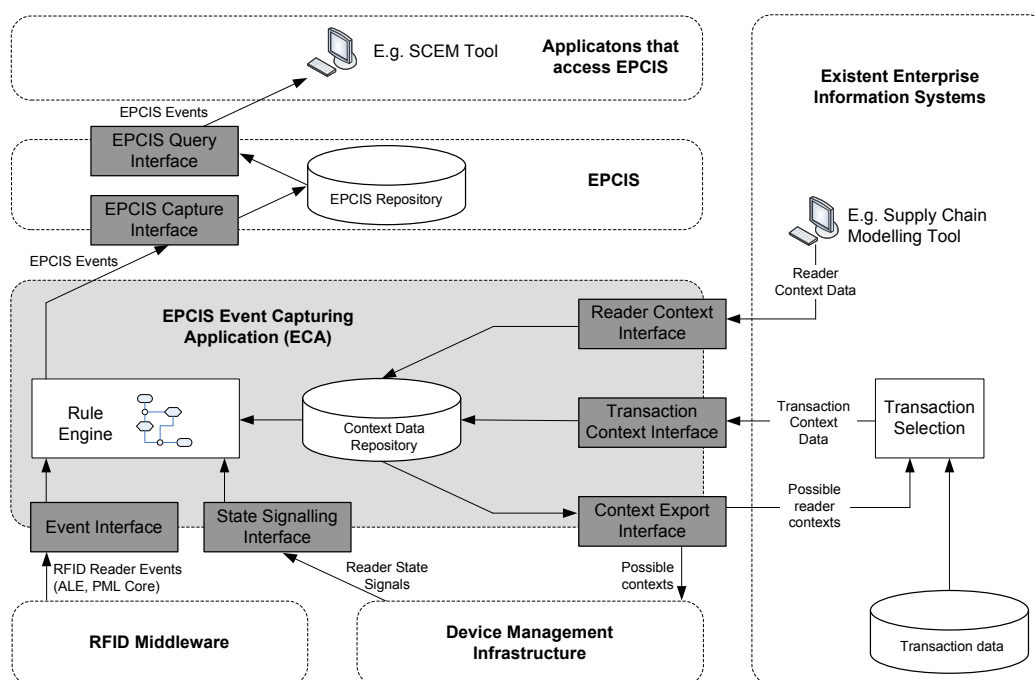 E.g. SCEM Tool
Applicatons that
access EPCIS
Existent Enterprise
Information Systems
EPCIS Events
EPCIS Query
Interface
EPCIS Repository
EPCIS
EPCIS Capture
Interface
E.g. Supply Chain
Modelling Tool
EPCIS Events
Reader
Context Data
EPCIS Event Capturing
Application (ECA)
Reader Context
Interface
Rule
Engine
Context Data
Repository
Transaction
Context Interface
Transaction
Context
Data
Transaction
Selection
Event Interface
State Signalling
Interface
Context Export
Interface
Possible
reader
contexts
RFID Reader Events
(ALE, PML Core)
Reader State
Signals
Possible
contexts
RFID Middleware
Device Management
Infrastructure
Transaction data